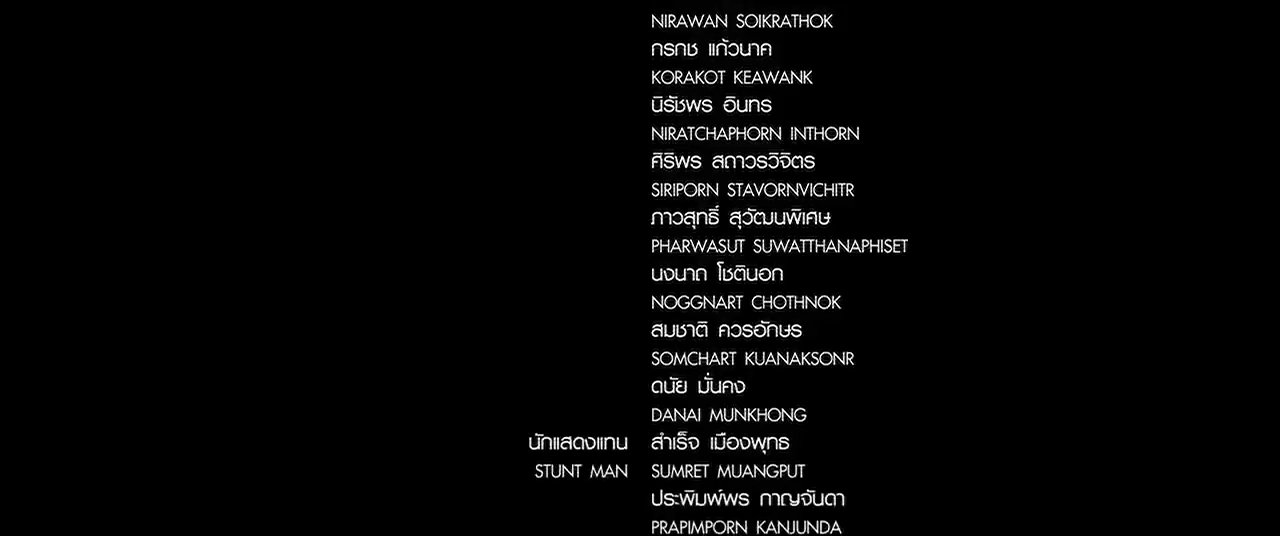 NIRAWAN SOIKRATHOK
กรกช แก้วนาค
KORAKOT KEAWANK
นิรัชพร อินทร
NIRATCHAPHORN INTHORN
ศิริพร สถาวรวิจิตร
SIRIPORN STAVORNVICHITR
ภาวสุทธิ์ สุวัฒนพิเศษ
PHARWASUT SUWATTHANAPHISET
นงนาถ โชตินอก
NOGGNART CHOTHNOK
สมชาติ ควรอักษร
SOMCHART KUANAKSONR
ดนัย มั่นคง
DANAI MUNKHONG
นักแสดงแทน สำเร็จ เมืองพุทธ
STUNT MAN SUMRET MUANGPUT
ประพิมพ์พร กาญจันดา
PRAPIMPORN KANJUNDA